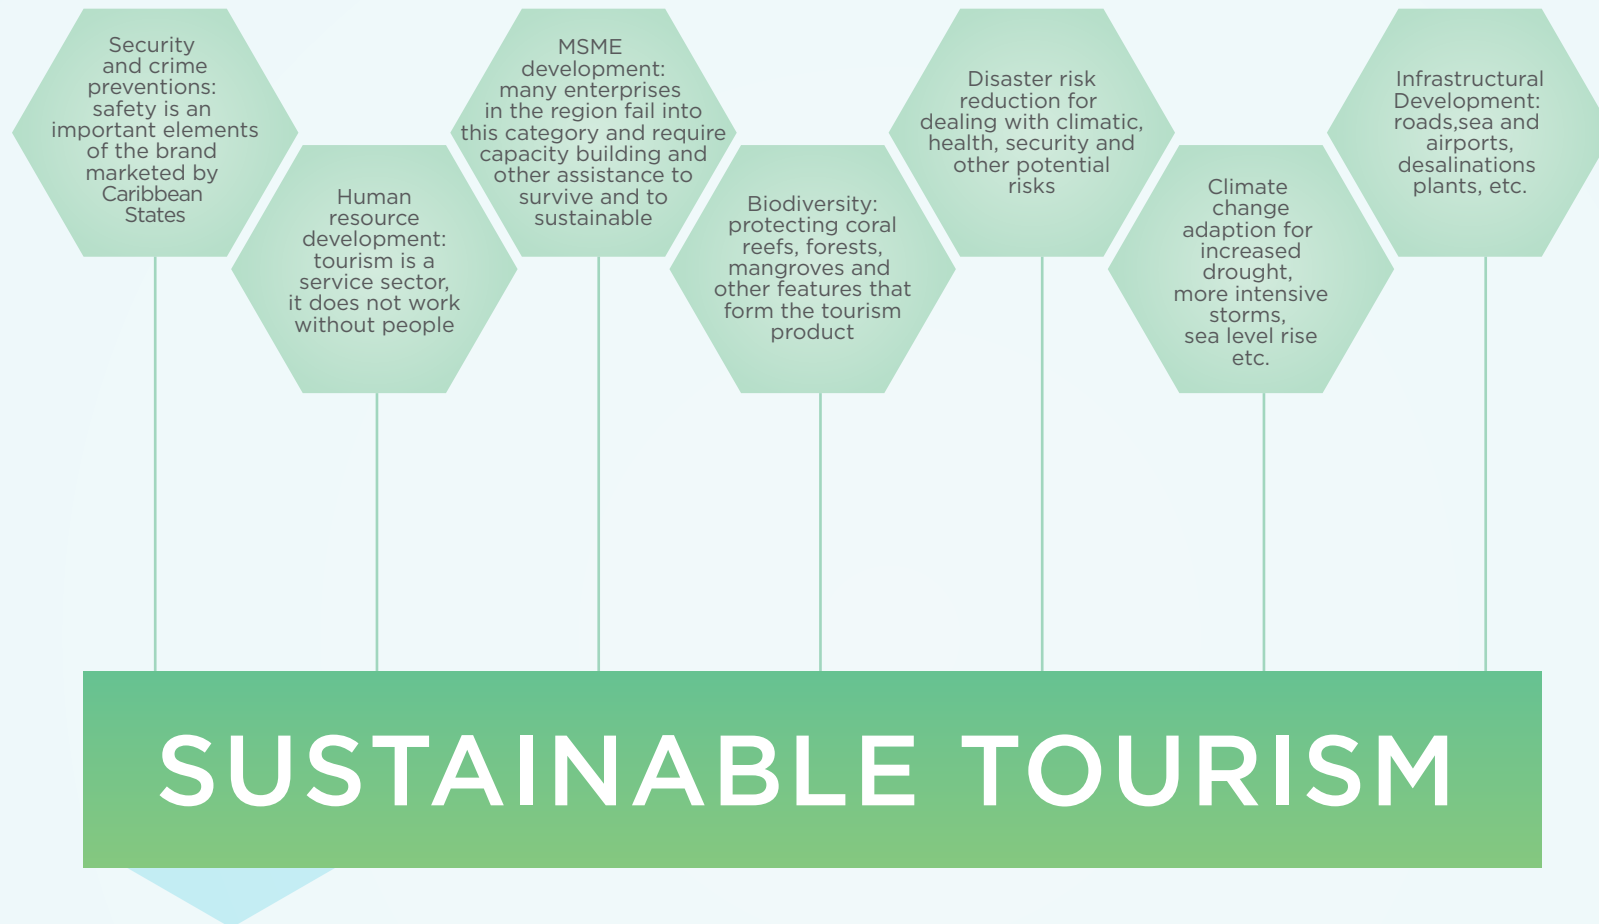 Security
and crime
preventions:
safety is an
important elements
of the brand
marketed by
Caribbean
States
Human
resource
development:
tourism is a
service sector,
it does not work
without people
MSME
development:
many enterprises
in the region fail into
this category and require
capacity building and
other assistance to
survive and to
sustainable
Biodiversity:
protecting coral
reefs, forests,
mangroves and
other features that
form the tourism
product
Disaster risk
reduction for
dealing with climatic,
health, security and
other potential
risks
Climate
change
adaption for
increased
drought,
more intensive
storms,
sea level rise
etc.
Infrastructural
Development:
roads,sea and
airports,
desalinations
plants, etc.
SUSTAINABLE TOURISM